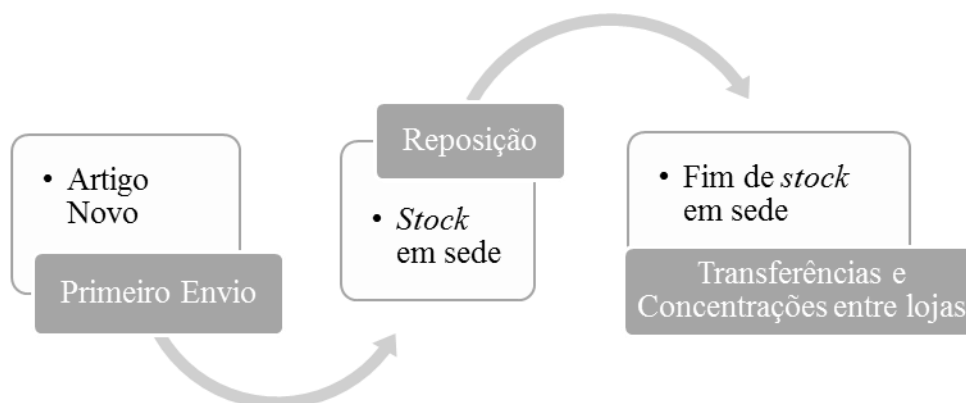 • Artigo
Novo
Primeiro Envio
Reposição
• Stock
em sede
• Fim de stock
em sede
Transferências e
Concentrações entre lojas